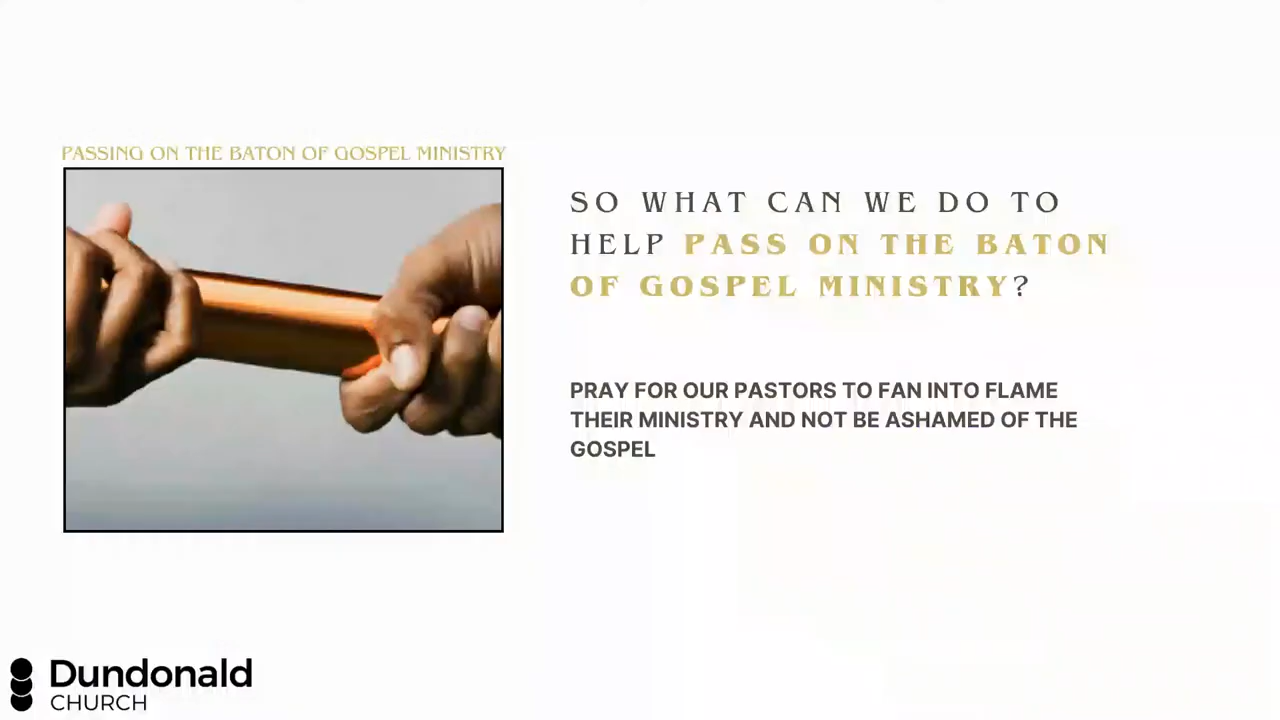 PASSING ON THE BATON OF GOSPEL MINISTRY
SO WHAT CAN WE DO TO
HELP PASS ON THE BATON
OF GOSPEL MINISTRY?
PRAY FOR OUR PASTORS TO FAN INTO FLAME
THEIR MINISTRY AND NOT BE ASHAMED OF THE
GOSPEL
Dundonald
CHURCH